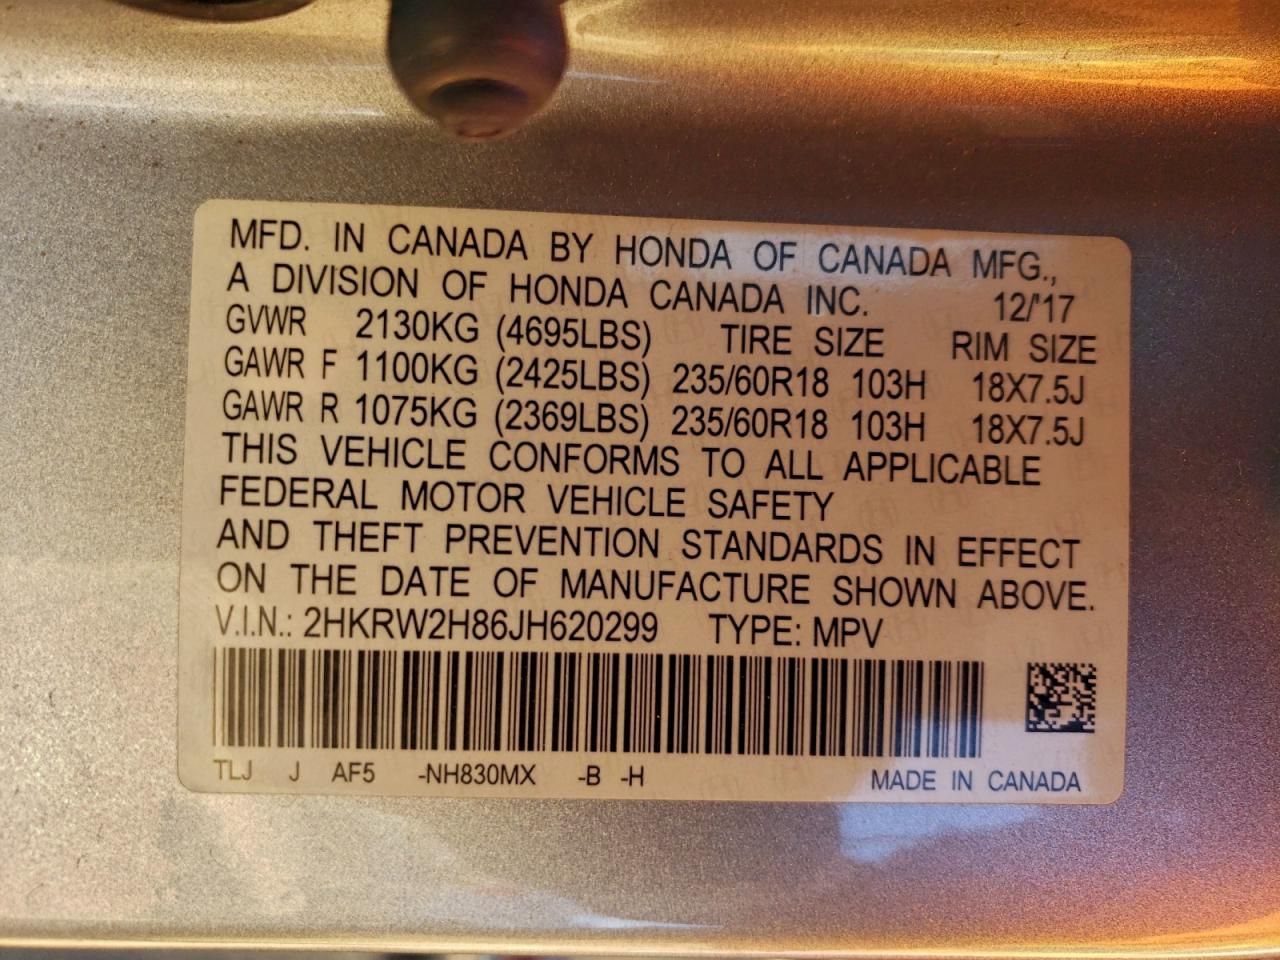 MFD. IN CANADA BY HONDA OF CANADA MFG.,
A DIVISION OF HONDA CANADA INC. 12/'17
GVWR 2130KG (4695LBS) TIRE SIZE RIM SIZE
GAWR F 1100KG (2425LBS) 235/60R18 103H 18X7.5J
GAWR R 1075KG (2369LBS) 235/60R18 103H 18X7.5J
THIS VEHICLE CONFORMS TO ALL APPLICABLE
FEDERAL MOTOR VEHICLE SAFETY
AND THEFT PREVENTION STANDARDS IN EFFECT
ON THE DATE OF MANUFACTURE SHOWN ABOVE.
V.I.N.: 2HKRW2H86JH620299 TYPE: MPV
TLJ J AF5 -NH830MX -B -H MADE IN CANADA